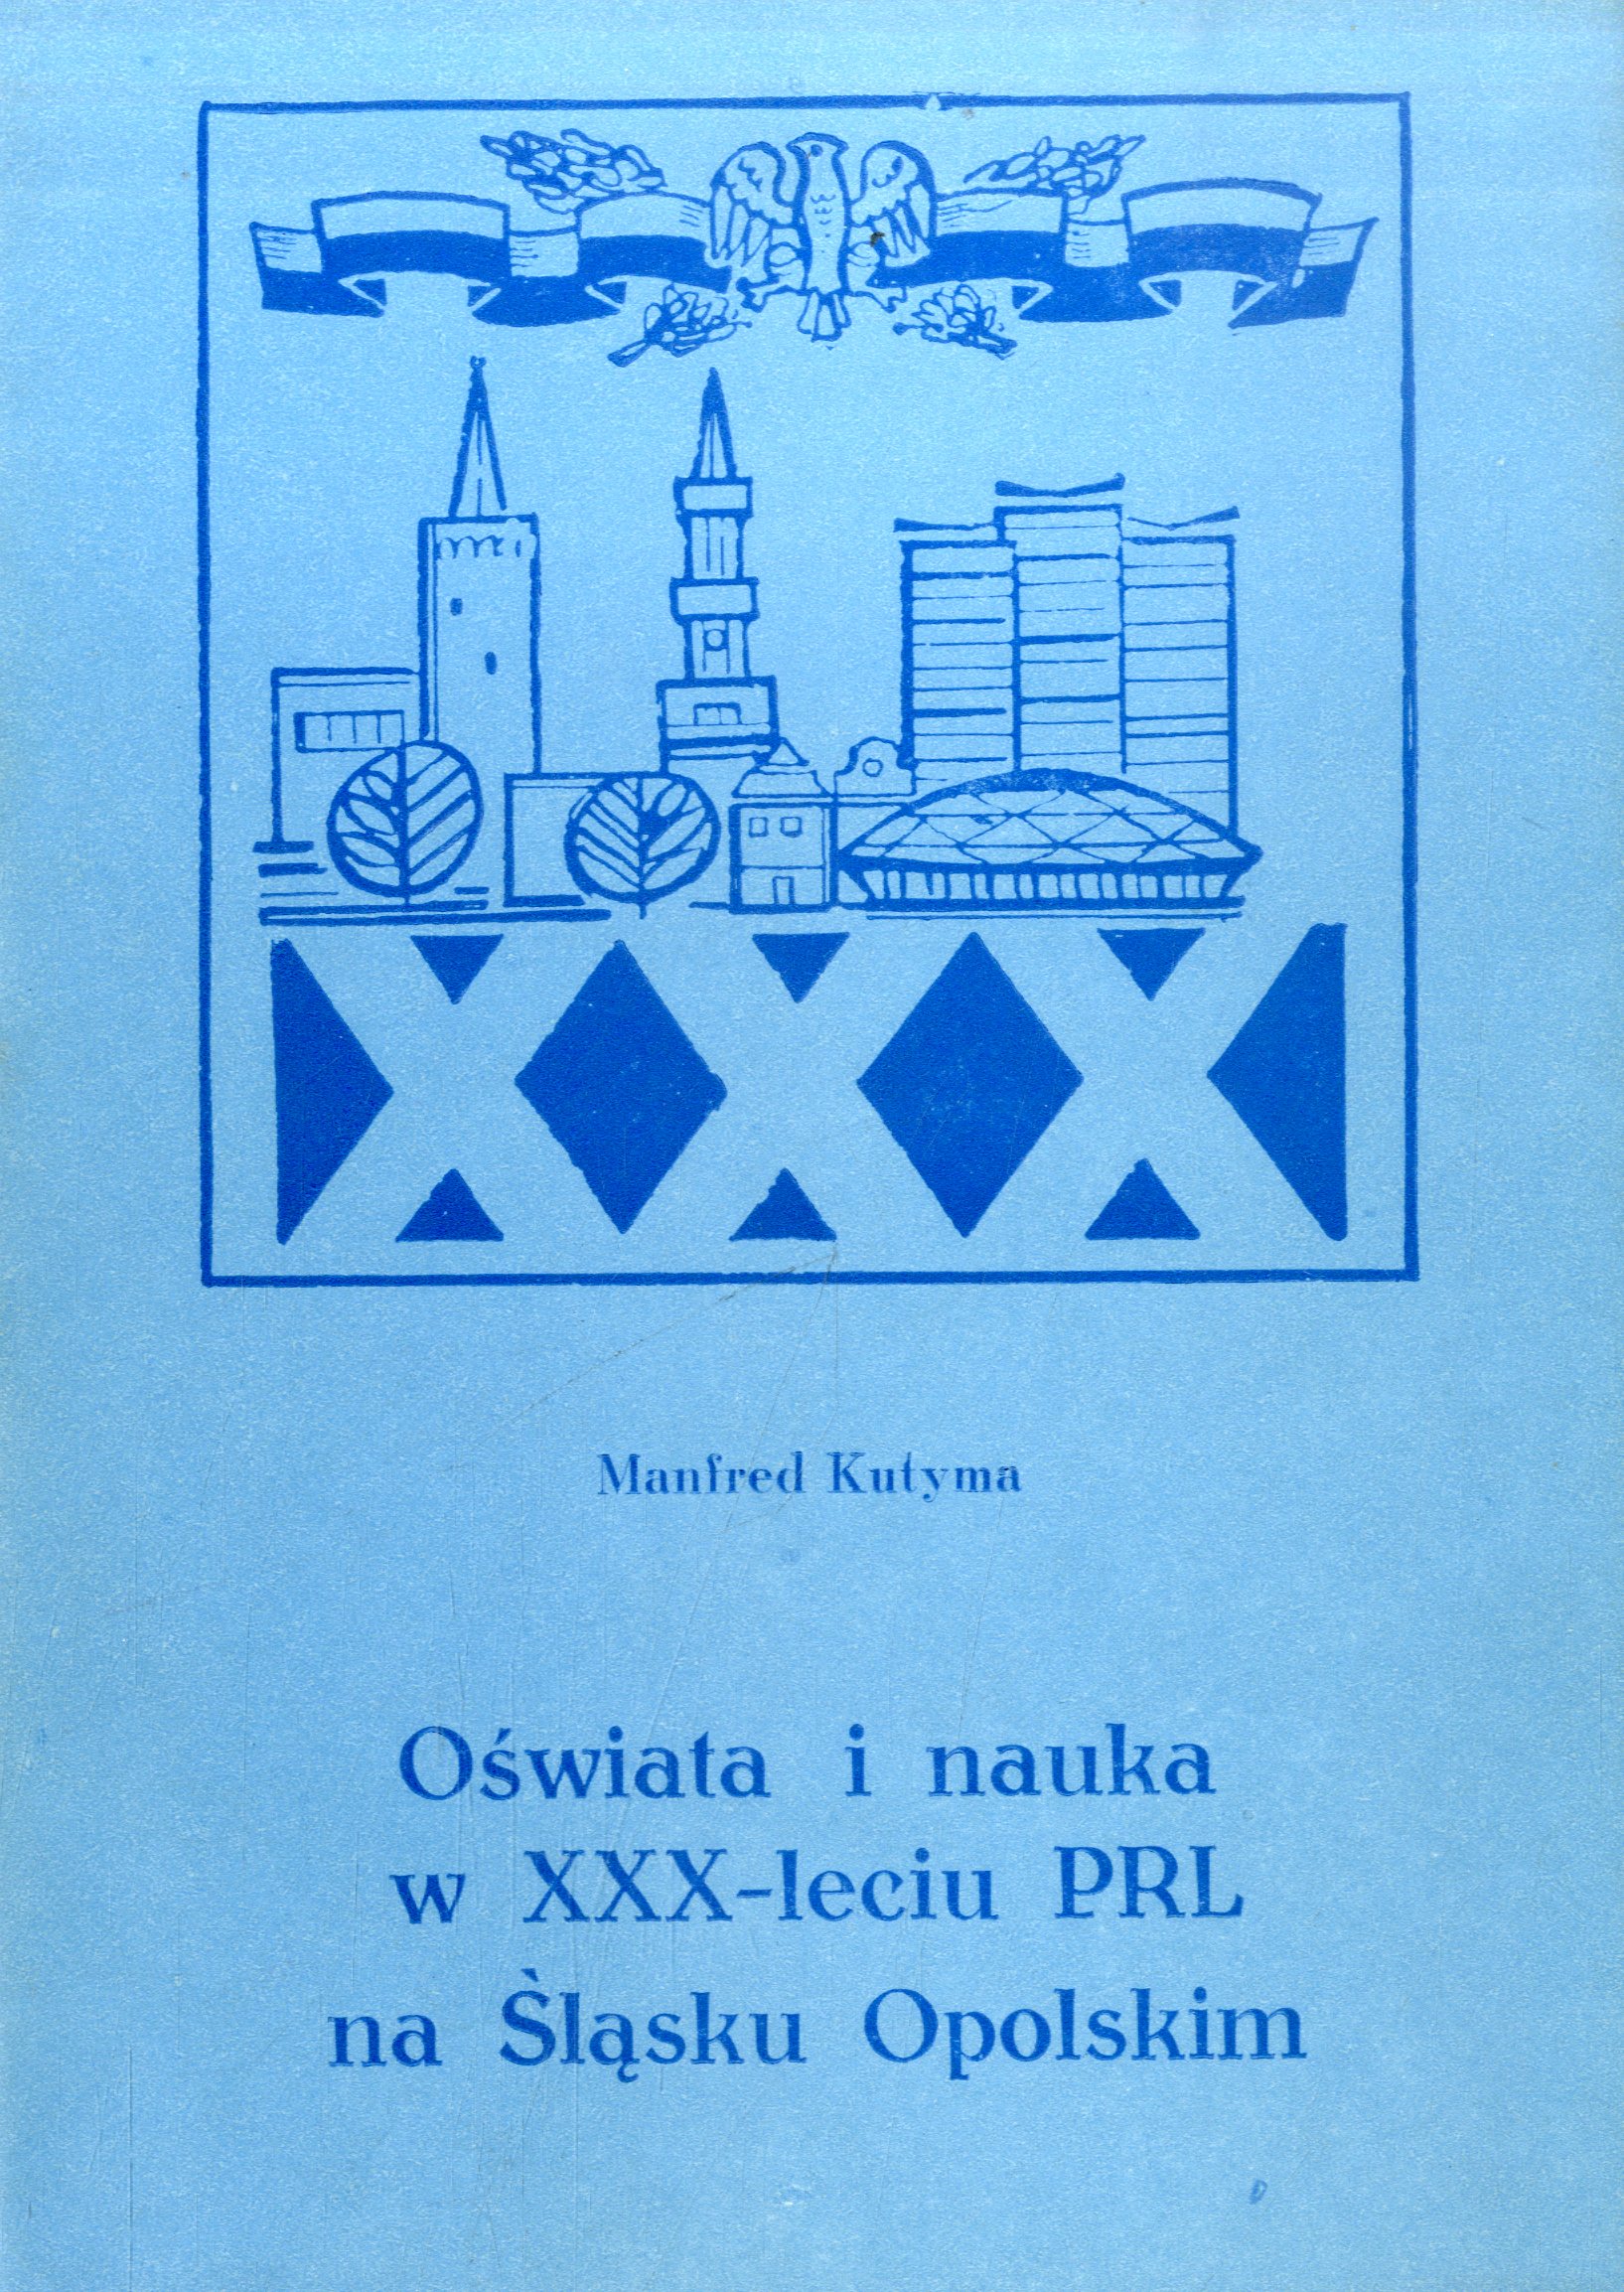 XXX
Manfred Kutyma
Oświata i nauka
w XXX-leciu PRL
na Śląsku Opolskim